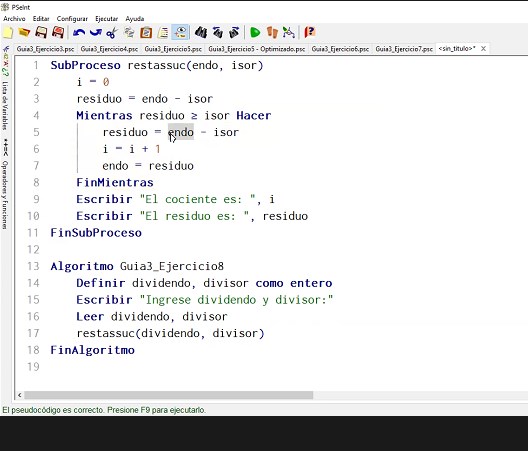 PSeInt
Archivo Editar Configurar Ejecutar Ayuda
Guia3_Ejercicio3.psc Guia3_Ejercicio4.psc Guia3_Ejercicio5.psc Guia3_Ejercicio5 - Optimizado.psc Guia3_Ejercicio6.psc Guia3_Ejercicio7.psc <sin_titulo>* X
Lista de Variables
Operadores y Funciones
1 SubProceso restassuc(endo, isor)
2 i = 0
3 residuo = endo - isor
4 Mientras residuo ≥ isor Hacer
5 residuo = endo - isor
6 i = i + 1
7 endo = residuo
8 FinMientras
9 Escribir "El cociente es: ", i
10 Escribir "El residuo es: ", residuo
11 FinSubProceso
12
13 Algoritmo Guia3_Ejercicio8
14 Definir dividendo, divisor como entero
15 Escribir "Ingrese dividendo y divisor:"
16 Leer dividendo, divisor
17 restassuc(dividendo, divisor)
18 FinAlgoritmo
19
El pseudocódigo es correcto. Presione F9 para ejecutarlo.